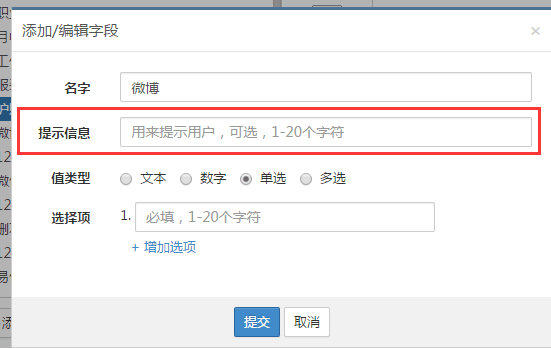 添加/编辑字段
×
名字 微博
提示信息 用来提示用户，可选，1-20个字符
值类型 文本 数字 单选 多选
选择项 1. 必填，1-20个字符
+ 增加选项
提交 取消